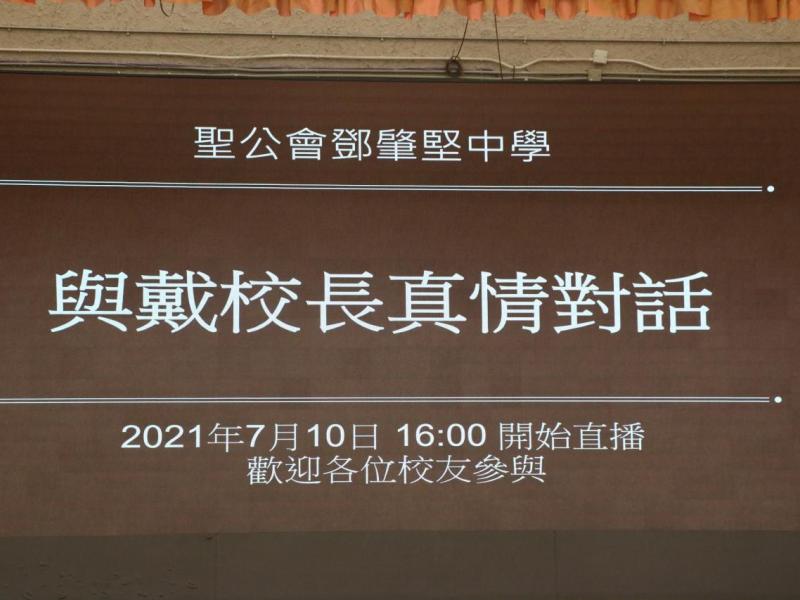 聖公會鄧肇堅中學
與戴校長真情對話
2021年7月10日 16:00 開始直播
歡迎各位校友參與